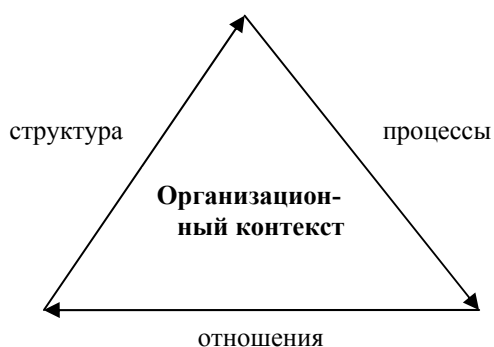 структура
процессы
Организацион-
ный контекст
отношения